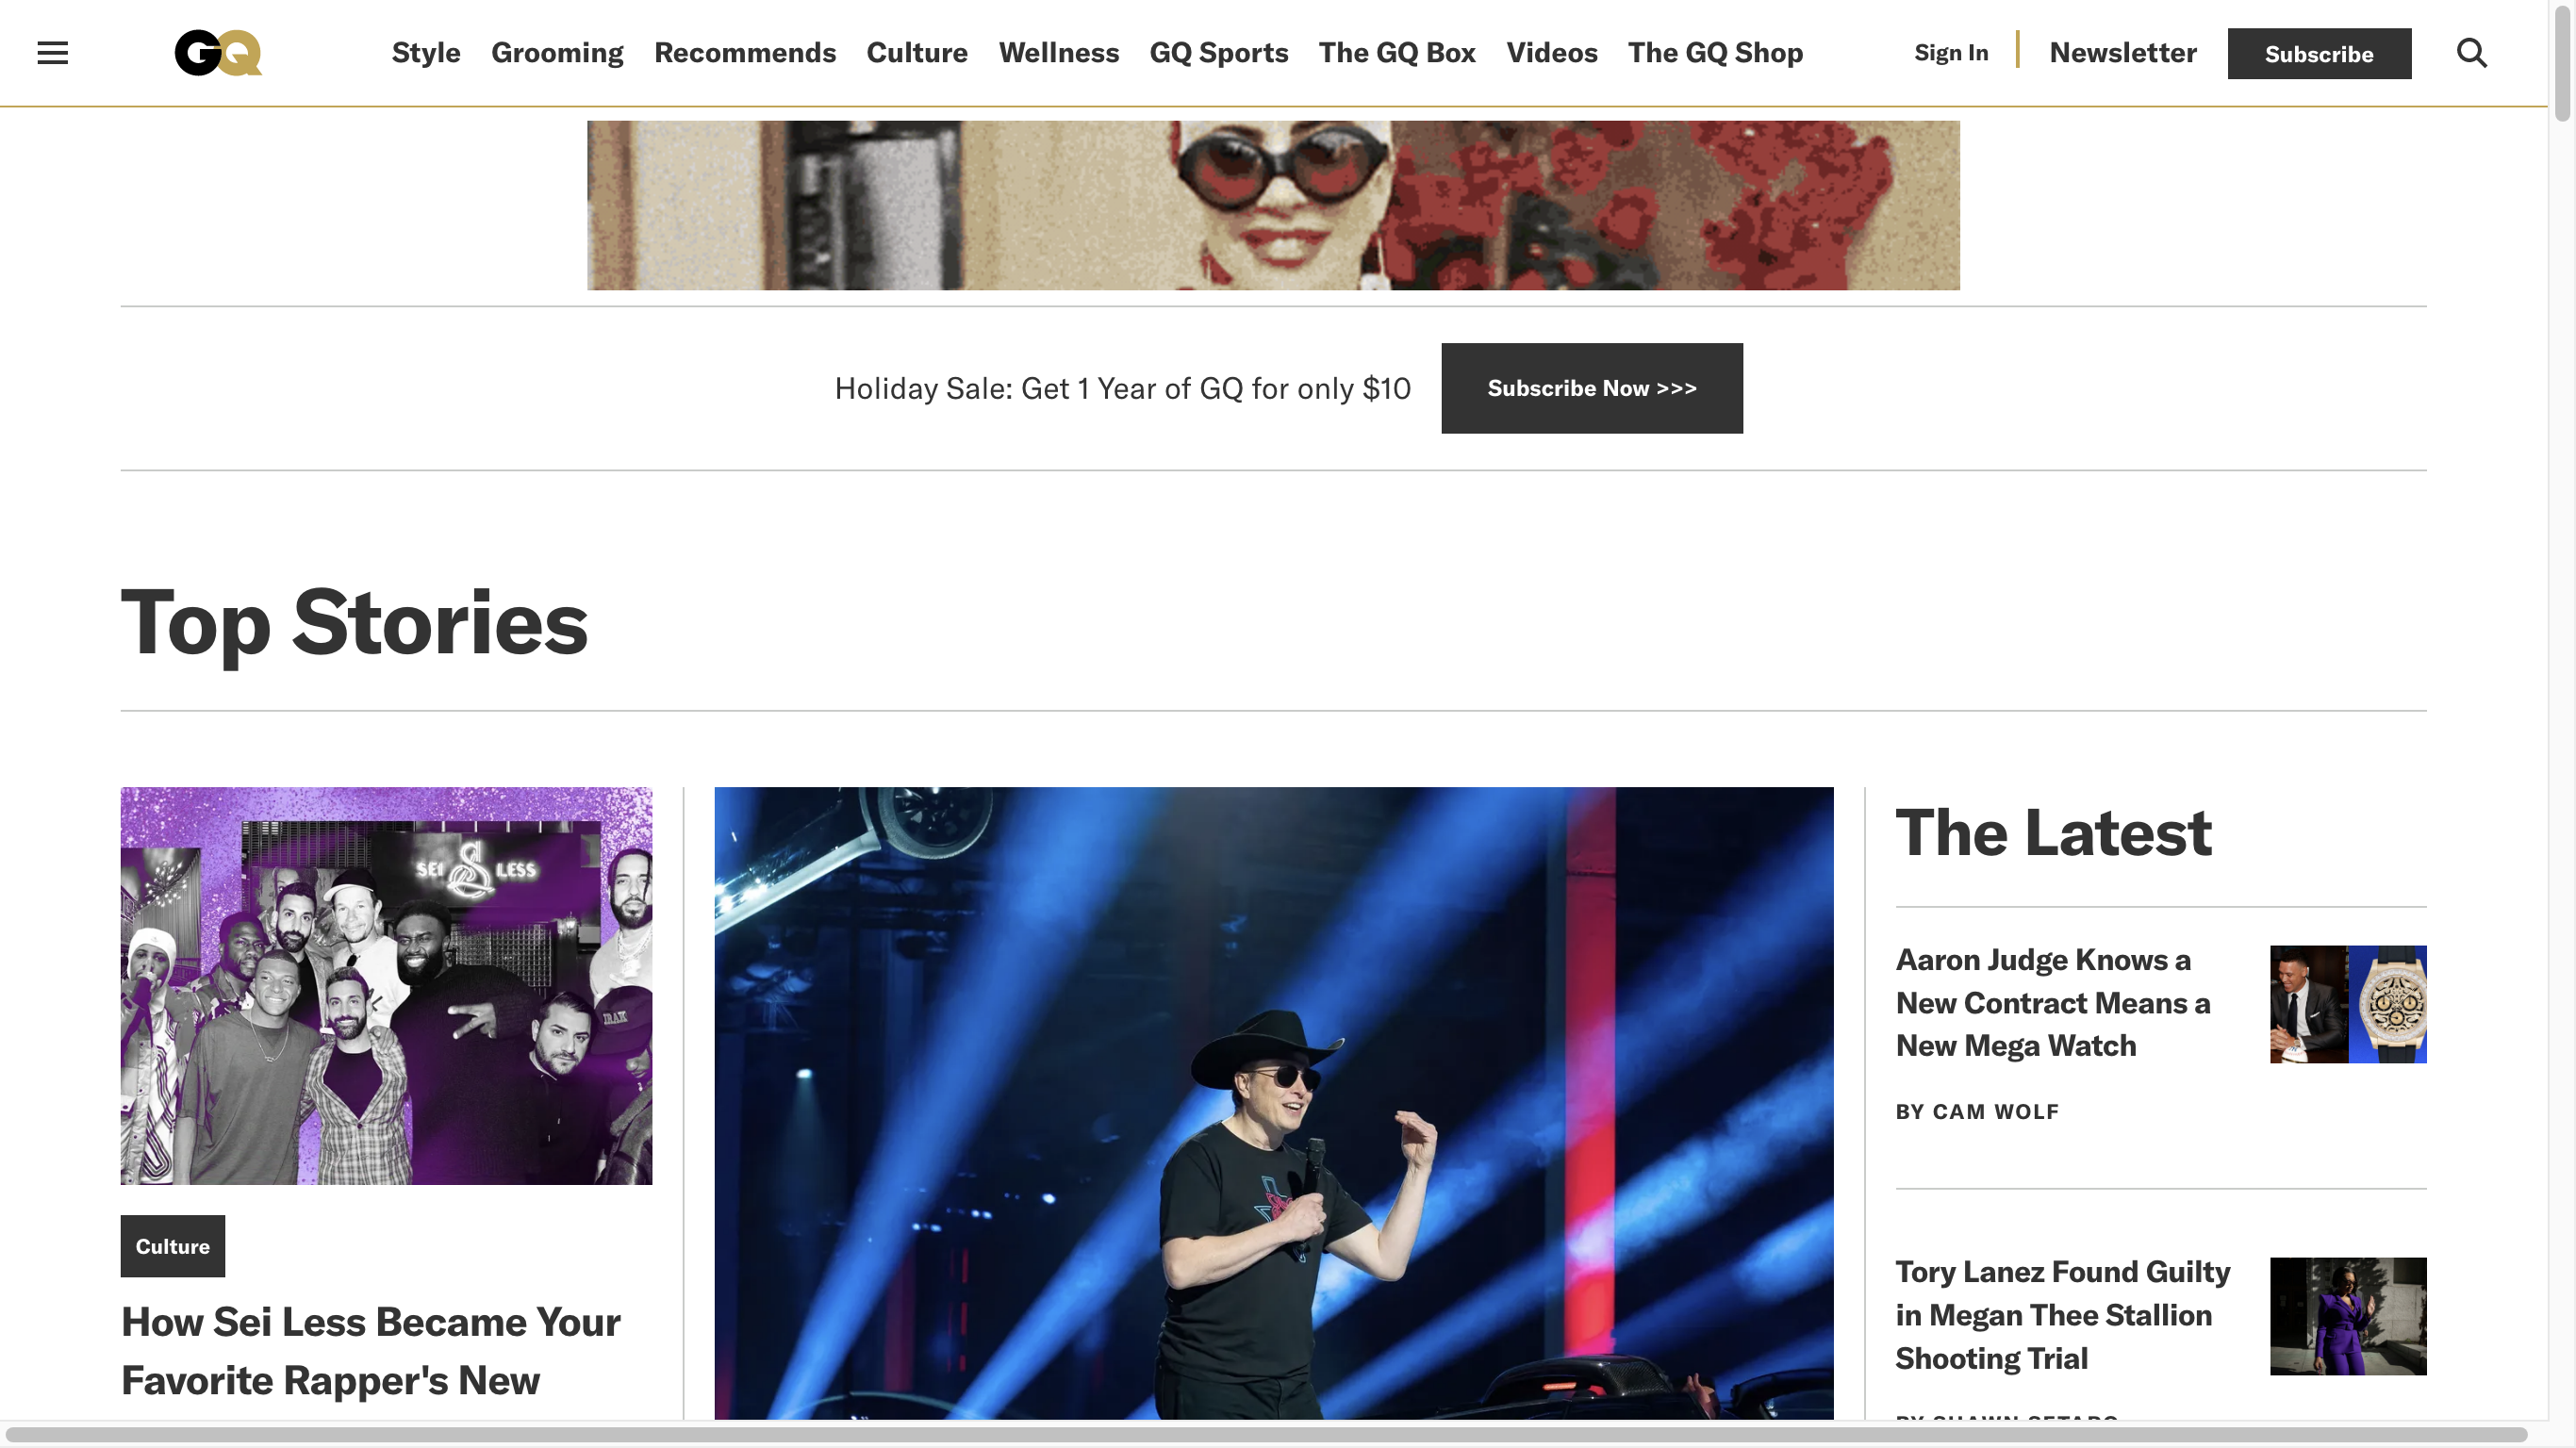 GQ
Style Grooming Recommends Culture Wellness GQ Sports The GQ Box Videos The GQ Shop
Sign In Newsletter Subscribe
Holiday Sale: Get 1 Year of GQ for only $10 Subscribe Now >>>
Top Stories
SEI LESS
IRAK
Culture
How Sei Less Became Your
Favorite Rapper's New
The Latest
Aaron Judge Knows a
New Contract Means a
New Mega Watch
BY CAM WOLF
Tory Lanez Found Guilty
in Megan Thee Stallion
Shooting Trial